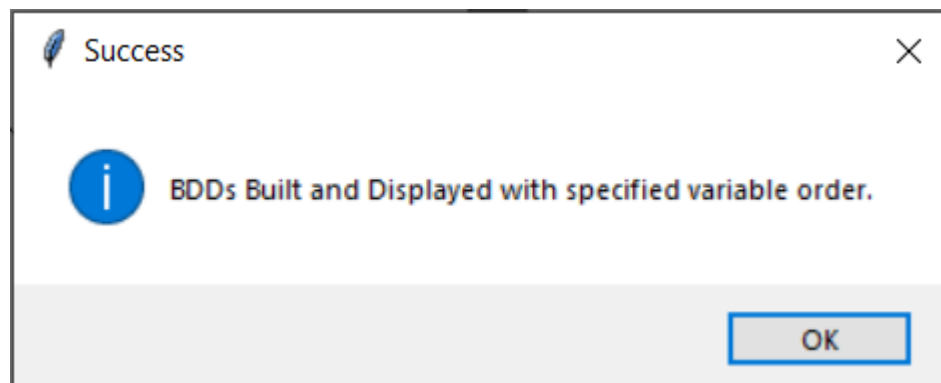 Success
BDDs Built and Displayed with specified variable order.
OK